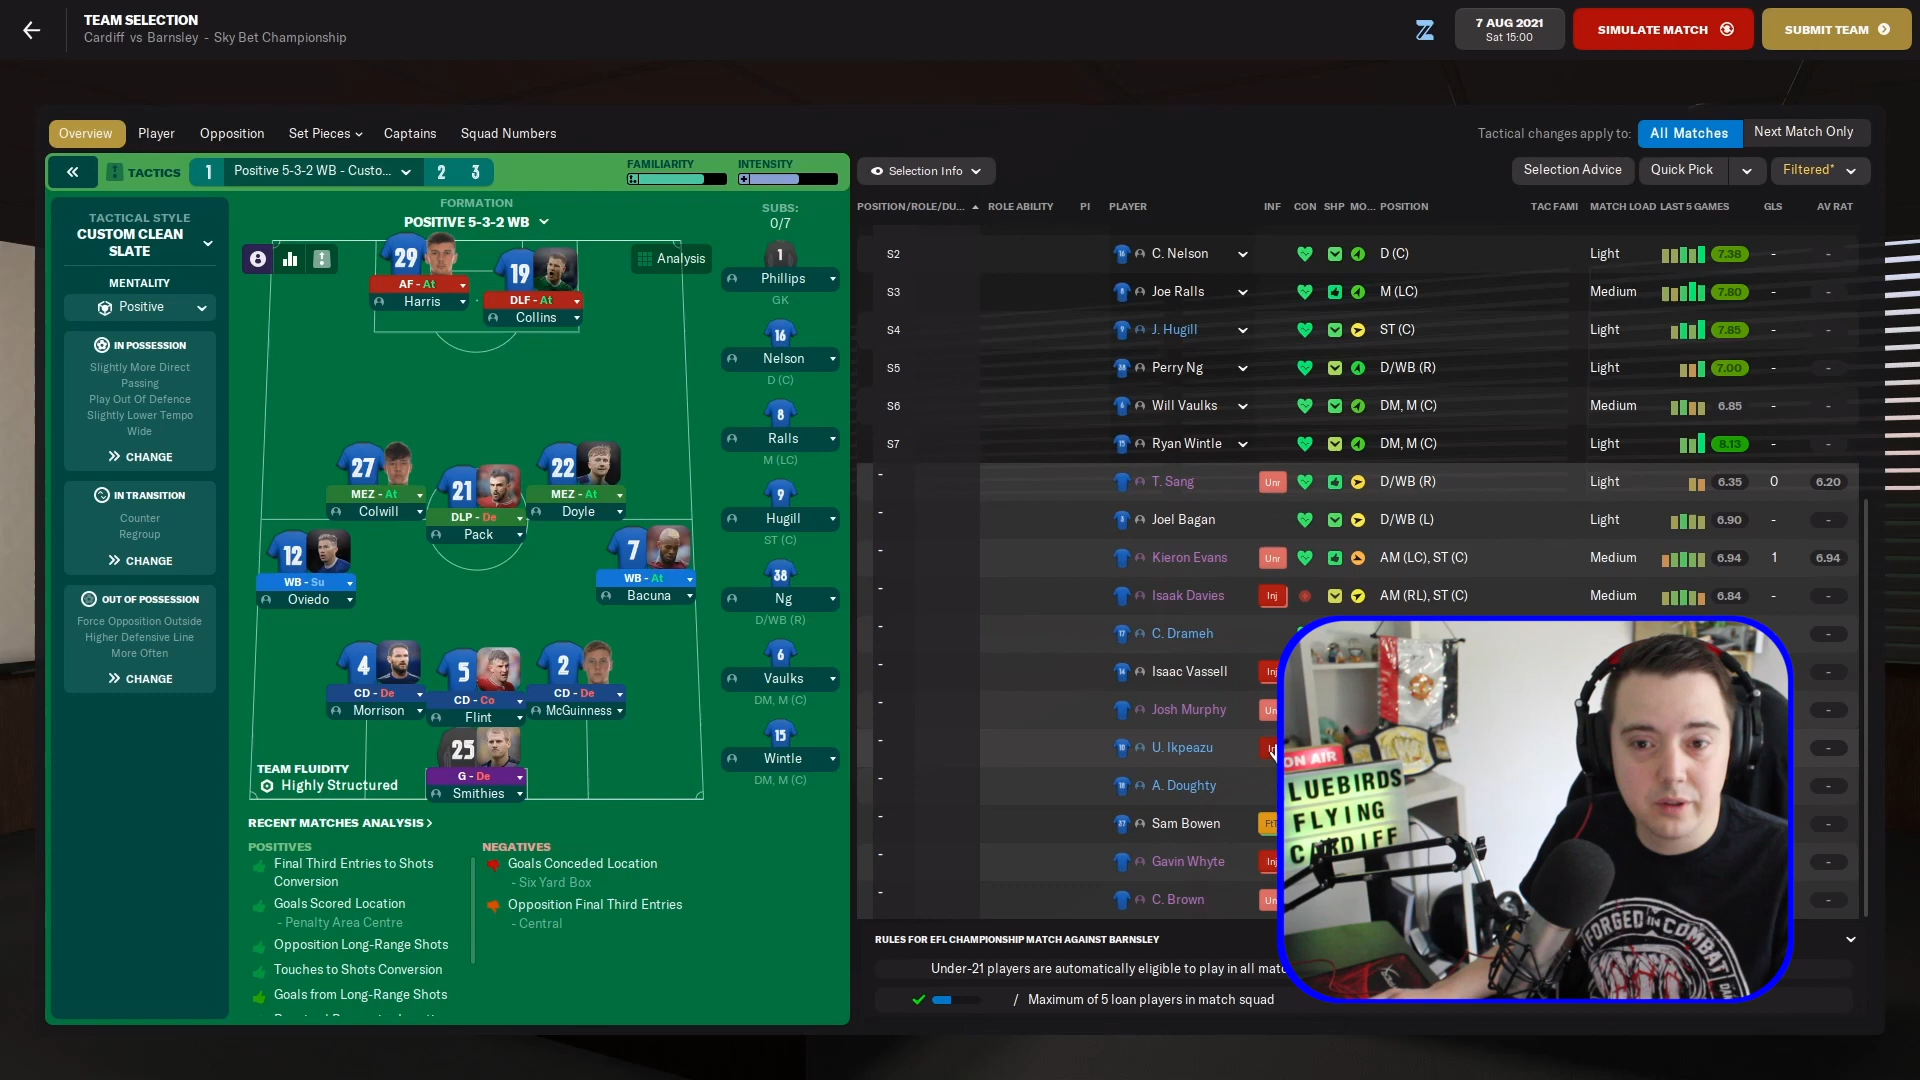 TEAM SELECTION
Cardiff vs Barnsley - Sky Bet Championship
7 AUG 2021
Sat 15:00
SIMULATE MATCH
SUBMIT TEAM
Overview Player Opposition Set Pieces Captains Squad Numbers
Tactical changes apply to: All Matches Next Match Only
TACTICS 1 Positive 5-3-2 WB - Custo... 2 3
FAMILIARITY INTENSITY
Selection Info Selection Advice Quick Pick Filtered*
TACTICAL STYLE
CUSTOM CLEAN
SLATE
MENTALITY
Positive
IN POSSESSION
Slightly More Direct
Passing
Play Out Of Defence
Slightly Lower Tempo
Wide
CHANGE
IN TRANSITION
Counter
Regroup
CHANGE
OUT OF POSSESSION
Force Opposition Outside
Higher Defensive Line
More Often
CHANGE
FORMATION
POSITIVE 5-3-2 WB
Analysis
29
AF - At
Harris
19
DLF - At
Collins
27
MEZ - At
Colwill
21
DLP - De
Pack
22
MEZ - At
Doyle
12
WB - Su
Oviedo
7
WB - At
Bacuna
4
CD - De
Morrison
5
CD - Co
Flint
2
CD - De
McGuinness
25
G - De
Smithies
TEAM FLUIDITY
Highly Structured
SUBS:
0/7
1
Phillips
GK
16
Nelson
D (C)
8
Ralls
M (LC)
9
Hugill
ST (C)
38
Ng
D/WB (R)
6
Vaulks
DM, M (C)
15
Wintle
DM, M (C)
RECENT MATCHES ANALYSIS >
POSITIVES
Final Third Entries to Shots
Conversion
Goals Scored Location
- Penalty Area Centre
Opposition Long-Range Shots
Touches to Shots Conversion
Goals from Long-Range Shots
NEGATIVES
Goals Conceded Location
- Six Yard Box
Opposition Final Third Entries
- Central
POSITION/ROLE/DU... ROLE ABILITY PI PLAYER INF CON SHP MO... POSITION TAC FAMI MATCH LOAD LAST 5 GAMES GLS AV RAT
S2 C. Nelson D (C) Light 7.38 - -
S3 Joe Ralls M (LC) Medium 7.80 - -
S4 J. Hugill ST (C) Light 7.85 - -
S5 Perry Ng D/WB (R) Light 7.00 - -
S6 Will Vaulks DM, M (C) Medium 6.85 - -
S7 Ryan Wintle DM, M (C) Light 8.13 - -
- T. Sang Unr D/WB (R) Light 6.35 0 6.20
- Joel Bagan D/WB (L) Light 6.90 - -
- Kieron Evans Unr AM (LC), ST (C) Medium 6.94 1 6.94
- Isaak Davies Inj AM (RL), ST (C) Medium 6.84 - -
- C. Drameh -
- Isaac Vassell -
- Josh Murphy -
- U. Ikpeazu -
- A. Doughty -
- Sam Bowen -
- Gavin Whyte Inj -
- C. Brown -
RULES FOR EFL CHAMPIONSHIP MATCH AGAINST BARNSLEY
Under-21 players are automatically eligible to play in all matc
/ Maximum of 5 loan players in match squad
ON AIR
LUEBIRDS
FLYING
CARDIFF
FORGED IN COMBAT